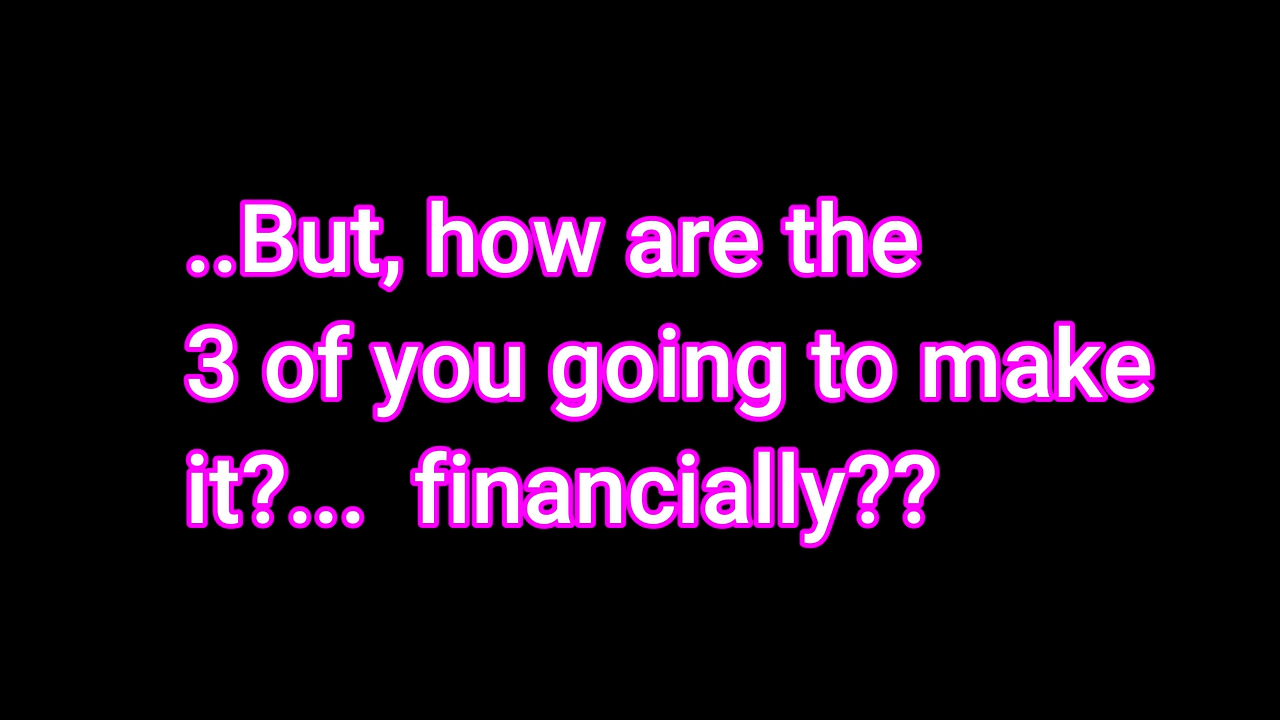 ..But, how are the
3 of you going to make
it?...  financially??